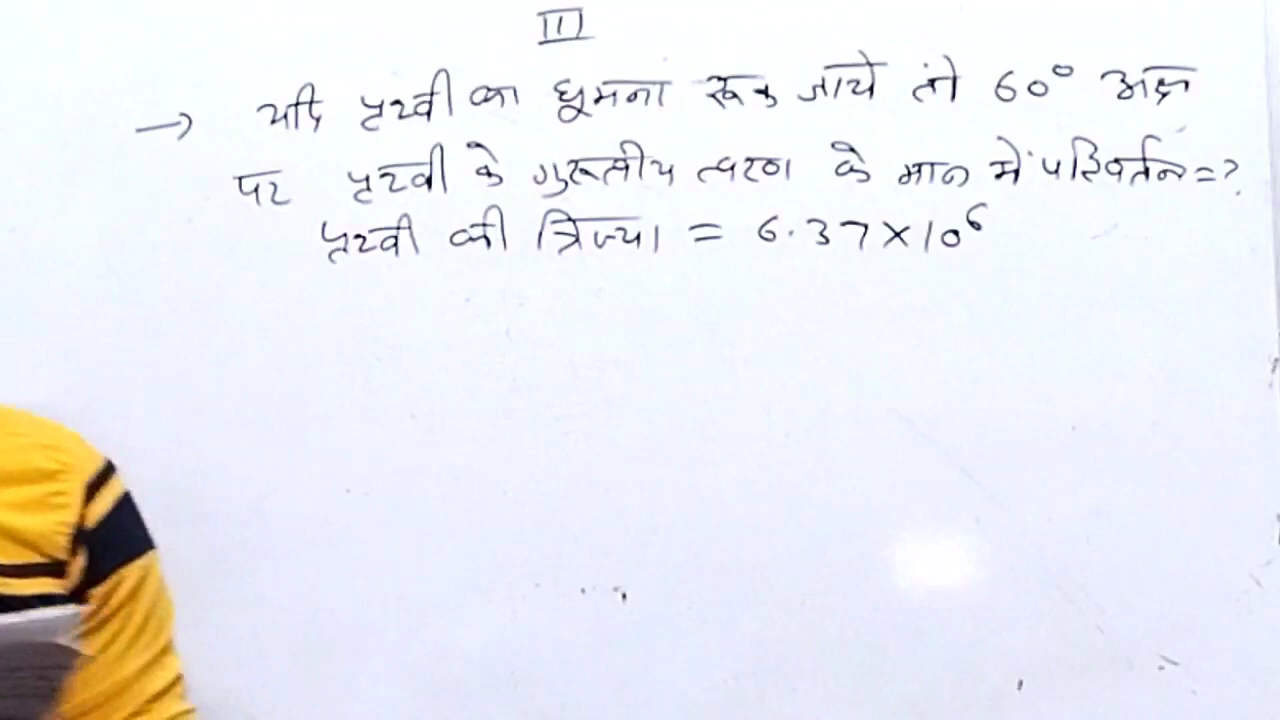 III
→ यदि पृथ्वी का घूमना रूक जाये तो 60° अक्ष
पर पृथ्वी के गुरूत्वीय त्वरण के मान में परिवर्तन = ?
पृथ्वी की त्रिज्या = 6.37×10⁶